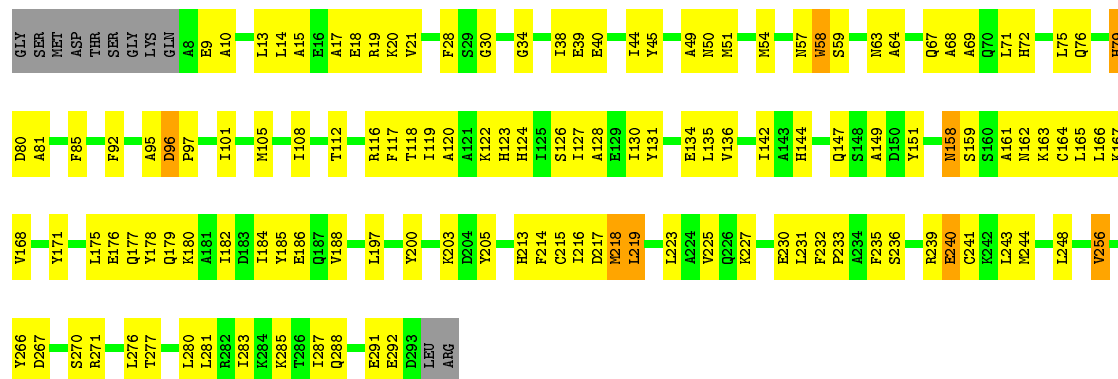 GLY SER MET ASP THR SER GLY LYS GLN A8 E9 A10 L13 L14 A15 E16 A17 E18 R19 K20 V21 F28 S29 G30 G34 I38 E39 E40 I44 Y45 A49 N50 M51 M54 N57 W58 S59 N63 A64 Q67 A68 A69 Q70 L71 H72 L75 Q76 H79
D80 A81 F85 F92 A95 D96 P97 I101 M105 I108 T112 R116 F117 T118 I119 A120 A121 K122 H123 H124 I125 S126 I127 A128 E129 I130 Y131 E134 L135 V136 I142 A143 H144 Q147 S148 A149 D150 Y151 N158 S159 S160 A161 N162 K163 C164 L165 L166 K167
V168 Y171 L175 E176 Q177 Y178 Q179 K180 A181 I182 D183 I184 Y185 E186 Q187 V188 L197 Y200 K203 D204 Y205 H213 F214 C215 I216 D217 M218 L219 L223 A224 V225 Q226 K227 E230 L231 F232 P233 A234 F235 S236 R239 E240 C241 K242 L243 M244 L248 V256
Y266 D267 S270 R271 L276 T277 L280 L281 R282 I283 K284 K285 T286 I287 Q288 E291 E292 D293 LEU ARG